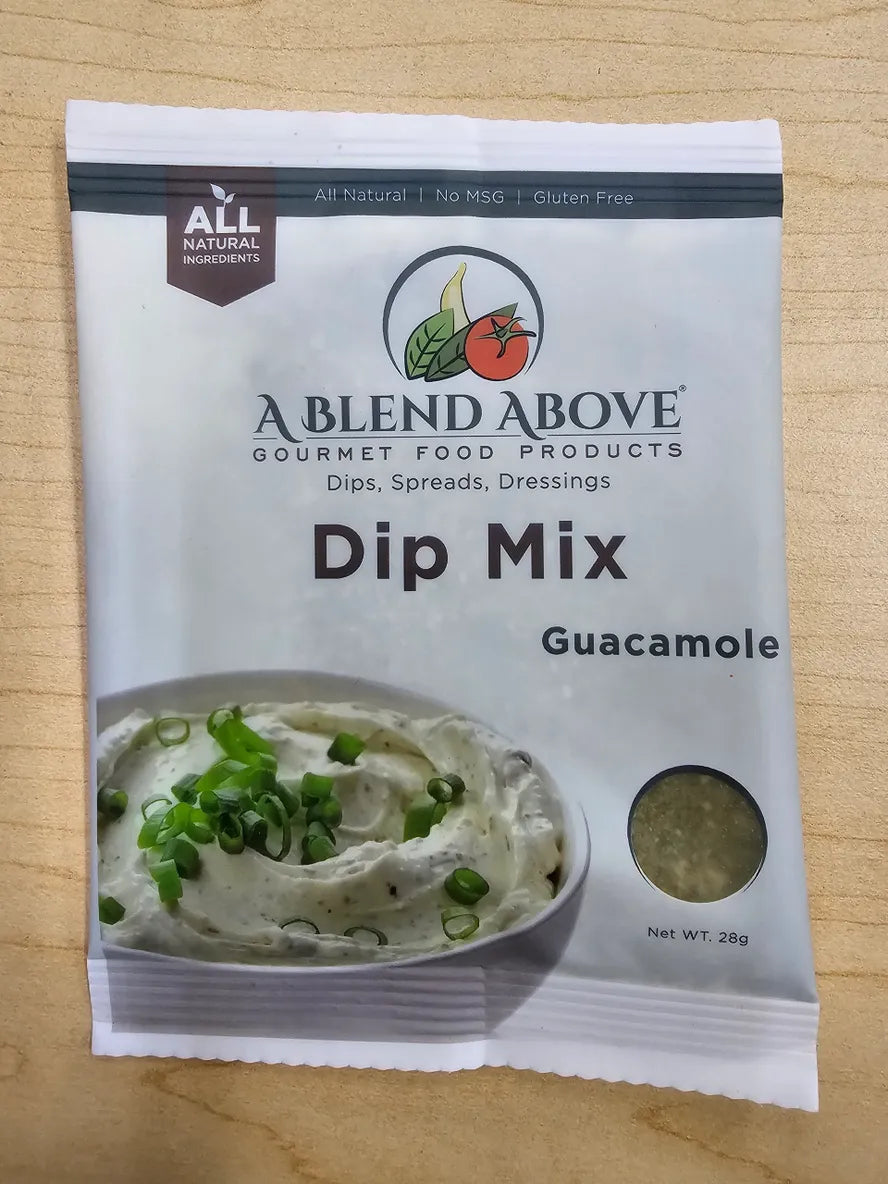 All Natural | No MSG | Gluten Free
ALL
NATURAL
INGREDIENTS
A BLEND ABOVE®
GOURMET FOOD PRODUCTS
Dips, Spreads, Dressings
Dip Mix
Guacamole
Net WT. 28g